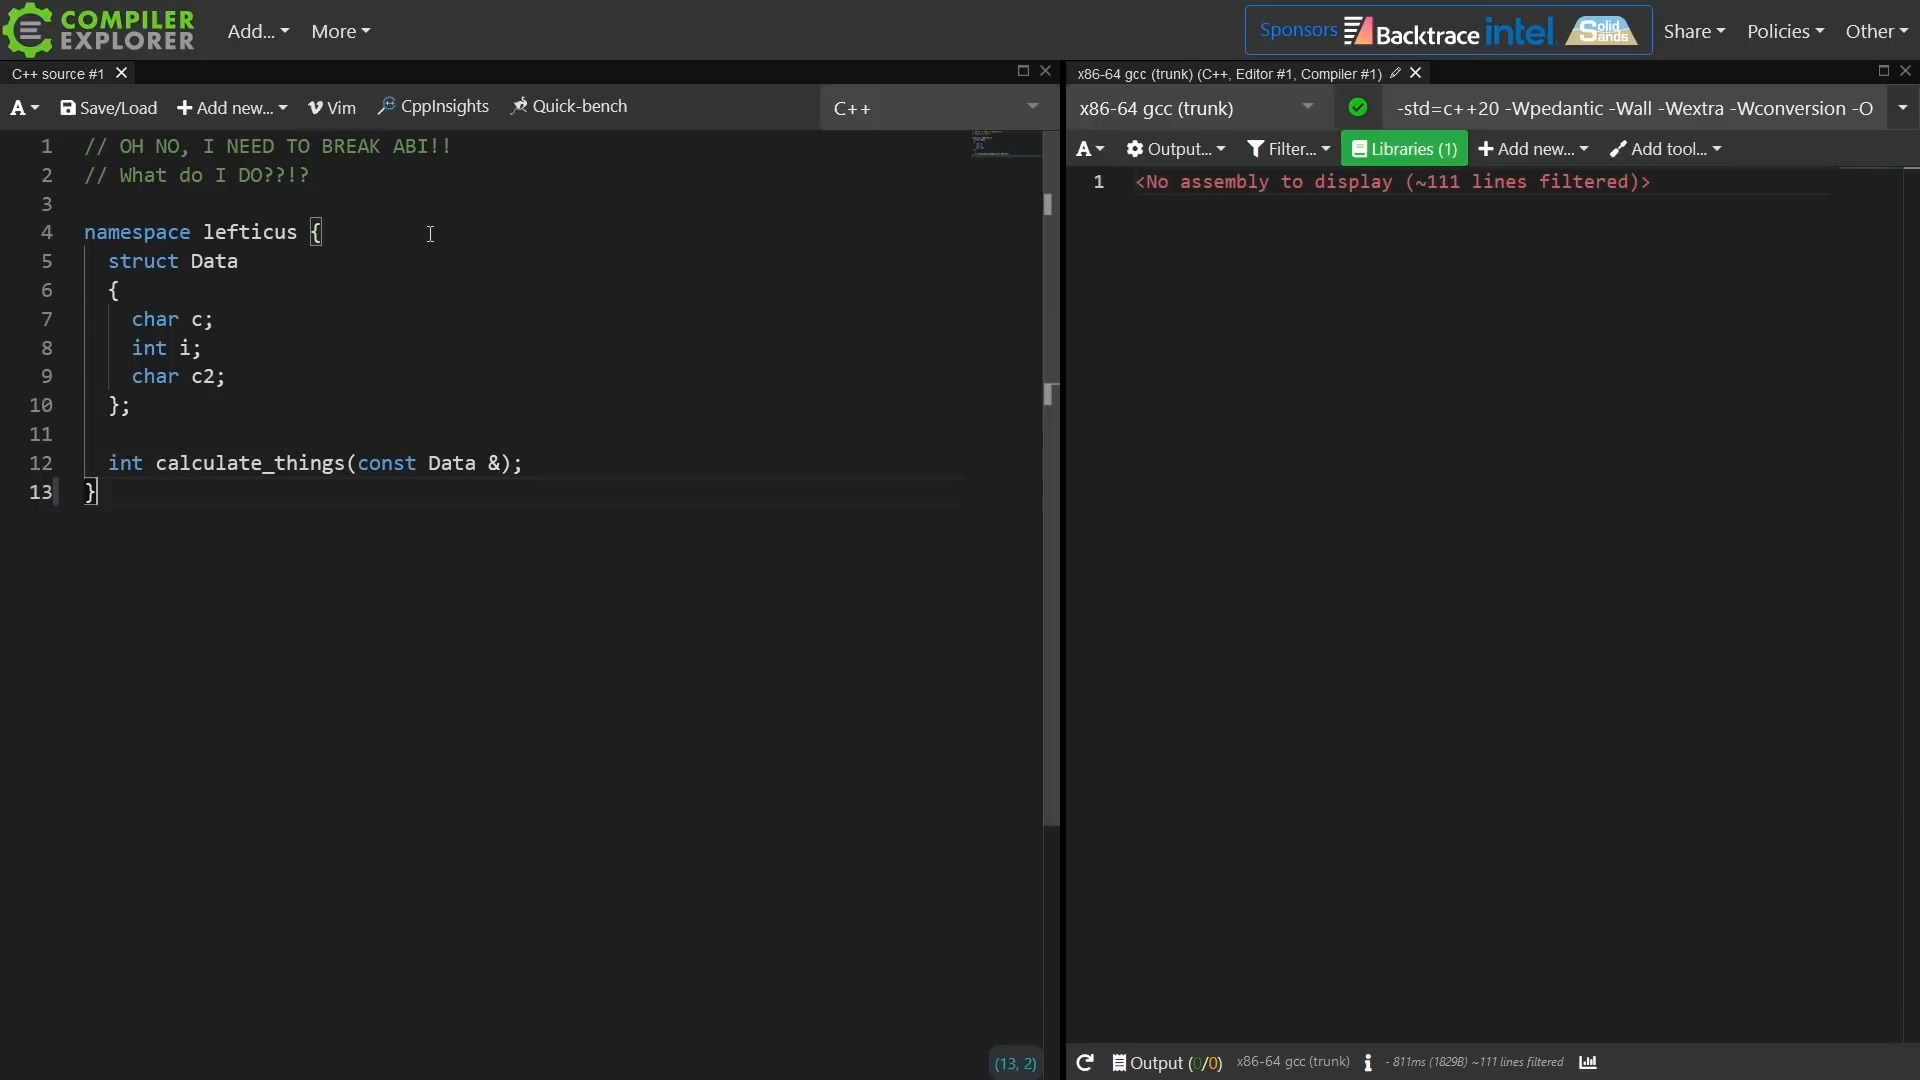 COMPILER
EXPLORER
Add...
More
Sponsors
Backtrace
intel
Solid
Sands
Share
Policies
Other
C++ source #1
A
Save/Load
Add new...
Vim
CppInsights
Quick-bench
C++
1 // OH NO, I NEED TO BREAK ABI!!
2 // What do I DO??!?
3
4 namespace lefticus {
5 struct Data
6 {
7 char c;
8 int i;
9 char c2;
10 };
11
12 int calculate_things(const Data &);
13 }
(13, 2)
x86-64 gcc (trunk) (C++, Editor #1, Compiler #1)
x86-64 gcc (trunk)
-std=c++20 -Wpedantic -Wall -Wextra -Wconversion -O
A
Output...
Filter...
Libraries (1)
Add new...
Add tool...
1 <No assembly to display (~111 lines filtered)>
Output (0/0) x86-64 gcc (trunk) - 811ms (1829B) ~111 lines filtered